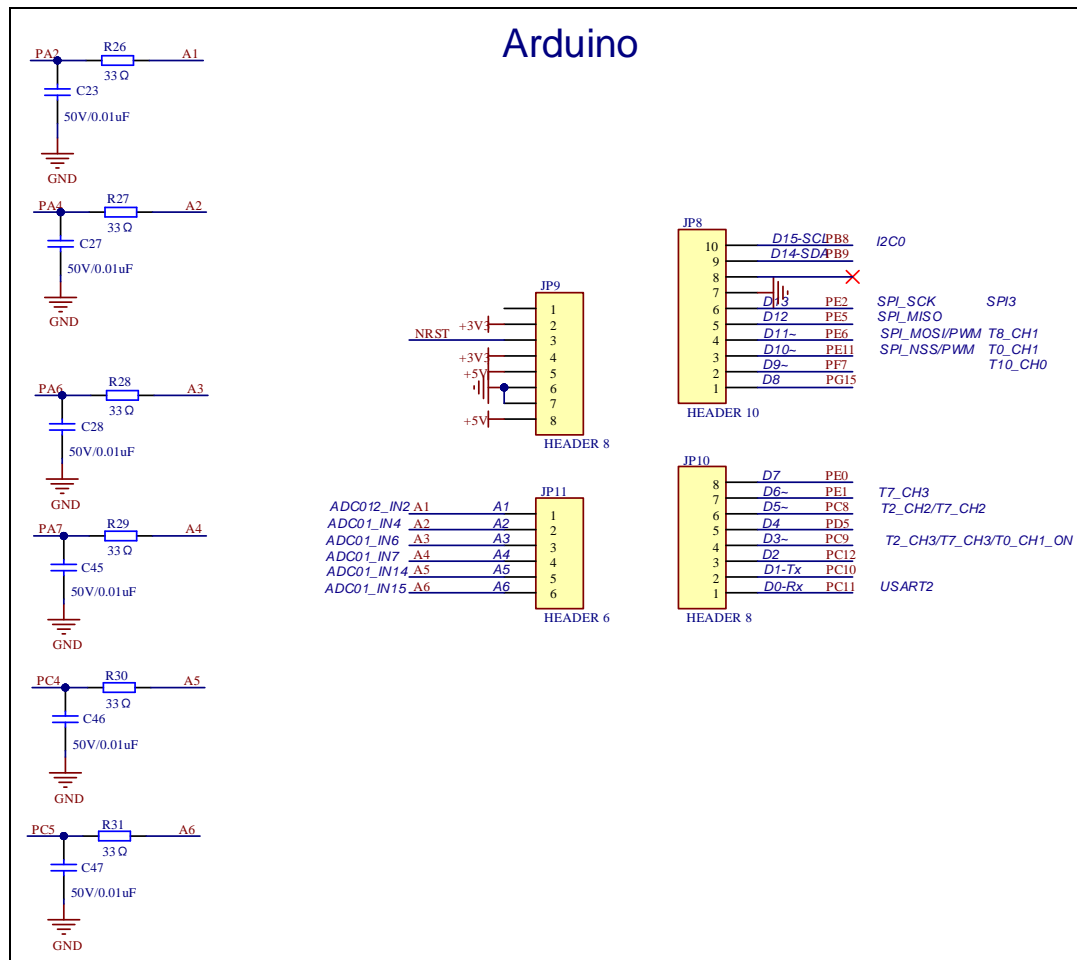 Arduino
PA2 R26 A1
33Ω
C23
50V/0.01uF
GND
PA4 R27 A2
33Ω
C27
50V/0.01uF
GND
PA6 R28 A3
33Ω
C28
50V/0.01uF
GND
PA7 R29 A4
33Ω
C45
50V/0.01uF
GND
PC4 R30 A5
33Ω
C46
50V/0.01uF
GND
PC5 R31 A6
33Ω
C47
50V/0.01uF
GND
JP9
1
+3V3 2
NRST 3
+3V3 4
+5V 5
6
7
+5V 8
HEADER 8
JP11
ADC012_IN2 A1 A1 1
ADC01_IN4 A2 A2 2
ADC01_IN6 A3 A3 3
ADC01_IN7 A4 A4 4
ADC01_IN14 A5 A5 5
ADC01_IN15 A6 A6 6
HEADER 6
JP8
10 D15-SCL PB8 I2C0
9 D14-SDA PB9
8
7
6 D13 PE2 SPI_SCK SPI3
5 D12 PE5 SPI_MISO
4 D11~ PE6 SPI_MOSI/PWM T8_CH1
3 D10~ PE11 SPI_NSS/PWM T0_CH1
2 D9~ PF7 T10_CH0
1 D8 PG15
HEADER 10
JP10
8 D7 PE0
7 D6~ PE1 T7_CH3
6 D5~ PC8 T2_CH2/T7_CH2
5 D4 PD5
4 D3~ PC9 T2_CH3/T7_CH3/T0_CH1_ON
3 D2 PC12
2 D1-Tx PC10
1 D0-Rx PC11 USART2
HEADER 8